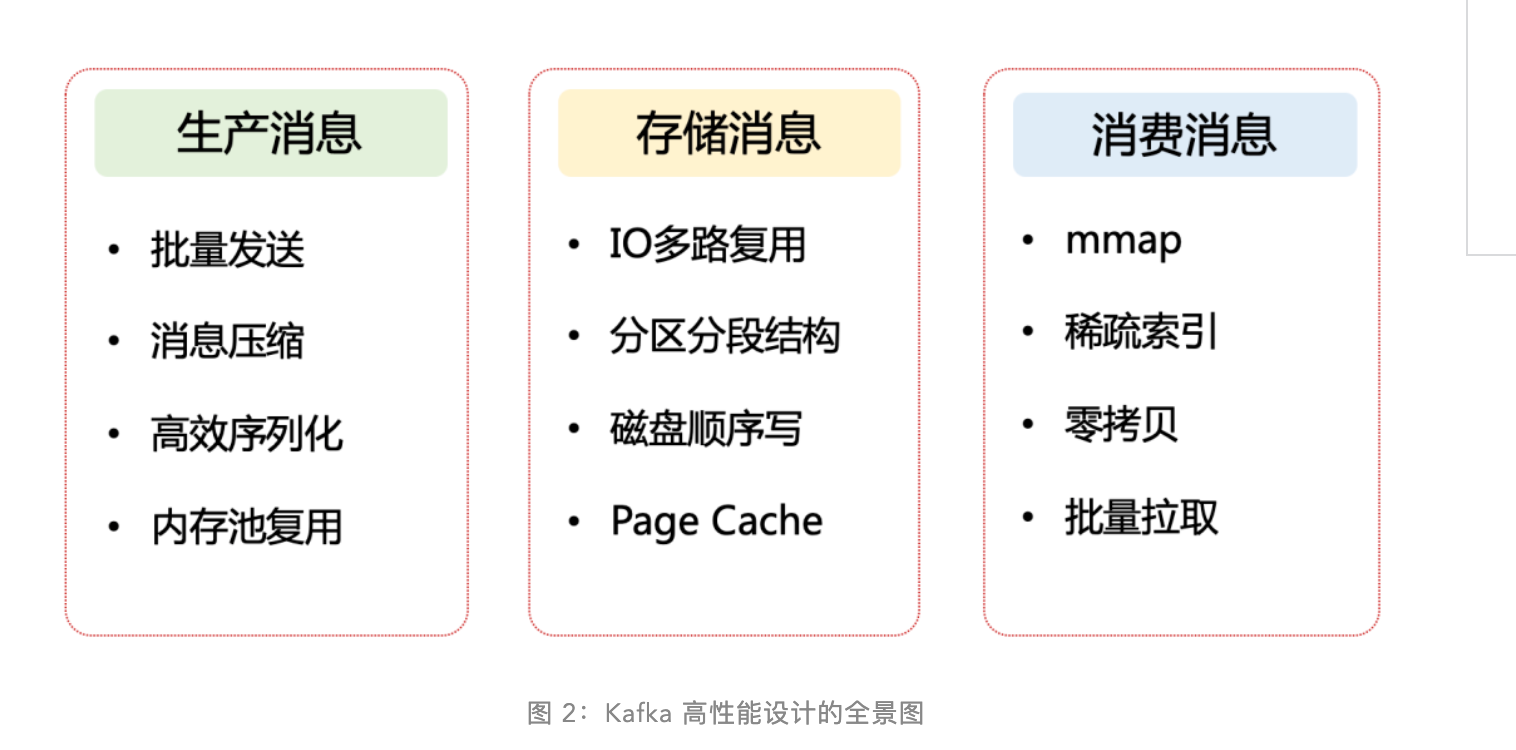 生产消息
• 批量发送
• 消息压缩
• 高效序列化
• 内存池复用
存储消息
• IO多路复用
• 分区分段结构
• 磁盘顺序写
• Page Cache
消费消息
• mmap
• 稀疏索引
• 零拷贝
• 批量拉取
图 2：Kafka 高性能设计的全景图